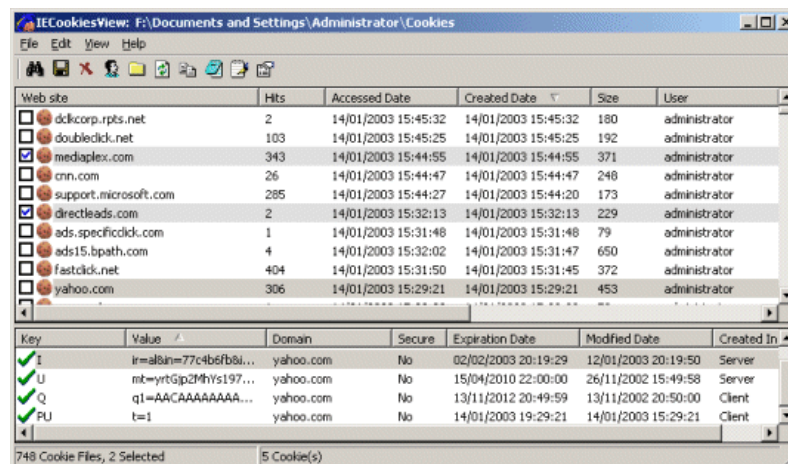 IECookiesView: F:\Documents and Settings\Administrator\Cookies
File Edit View Help
Web site Hits Accessed Date Created Date Size User
dclkcorp.rpts.net 2 14/01/2003 15:45:32 14/01/2003 15:45:32 180 administrator
doubleclick.net 103 14/01/2003 15:45:25 14/01/2003 15:45:25 192 administrator
mediaplex.com 343 14/01/2003 15:44:55 14/01/2003 15:44:55 371 administrator
cnn.com 26 14/01/2003 15:44:47 14/01/2003 15:44:47 248 administrator
support.microsoft.com 285 14/01/2003 15:44:27 14/01/2003 15:44:20 173 administrator
directleads.com 2 14/01/2003 15:32:13 14/01/2003 15:32:13 229 administrator
ads.specificclick.com 1 14/01/2003 15:31:48 14/01/2003 15:31:48 79 administrator
ads15.bpath.com 4 14/01/2003 15:32:02 14/01/2003 15:31:47 650 administrator
fastclick.net 404 14/01/2003 15:31:50 14/01/2003 15:31:45 372 administrator
yahoo.com 306 14/01/2003 15:29:21 14/01/2003 15:29:21 453 administrator
Key Value Domain Secure Expiration Date Modified Date Created In
I ir=al&in=77c4b6fb8i... yahoo.com No 02/02/2003 20:19:29 12/01/2003 20:19:50 Server
U mt=yrtGjp2MhYs197... yahoo.com No 15/04/2010 22:00:00 26/11/2002 15:49:58 Server
Q q1=AACAAAAAAA... yahoo.com No 13/11/2012 20:49:59 13/11/2002 20:50:00 Client
PU t=1 yahoo.com No 14/01/2003 19:29:21 14/01/2003 15:29:21 Client
748 Cookie Files, 2 Selected 5 Cookie(s)